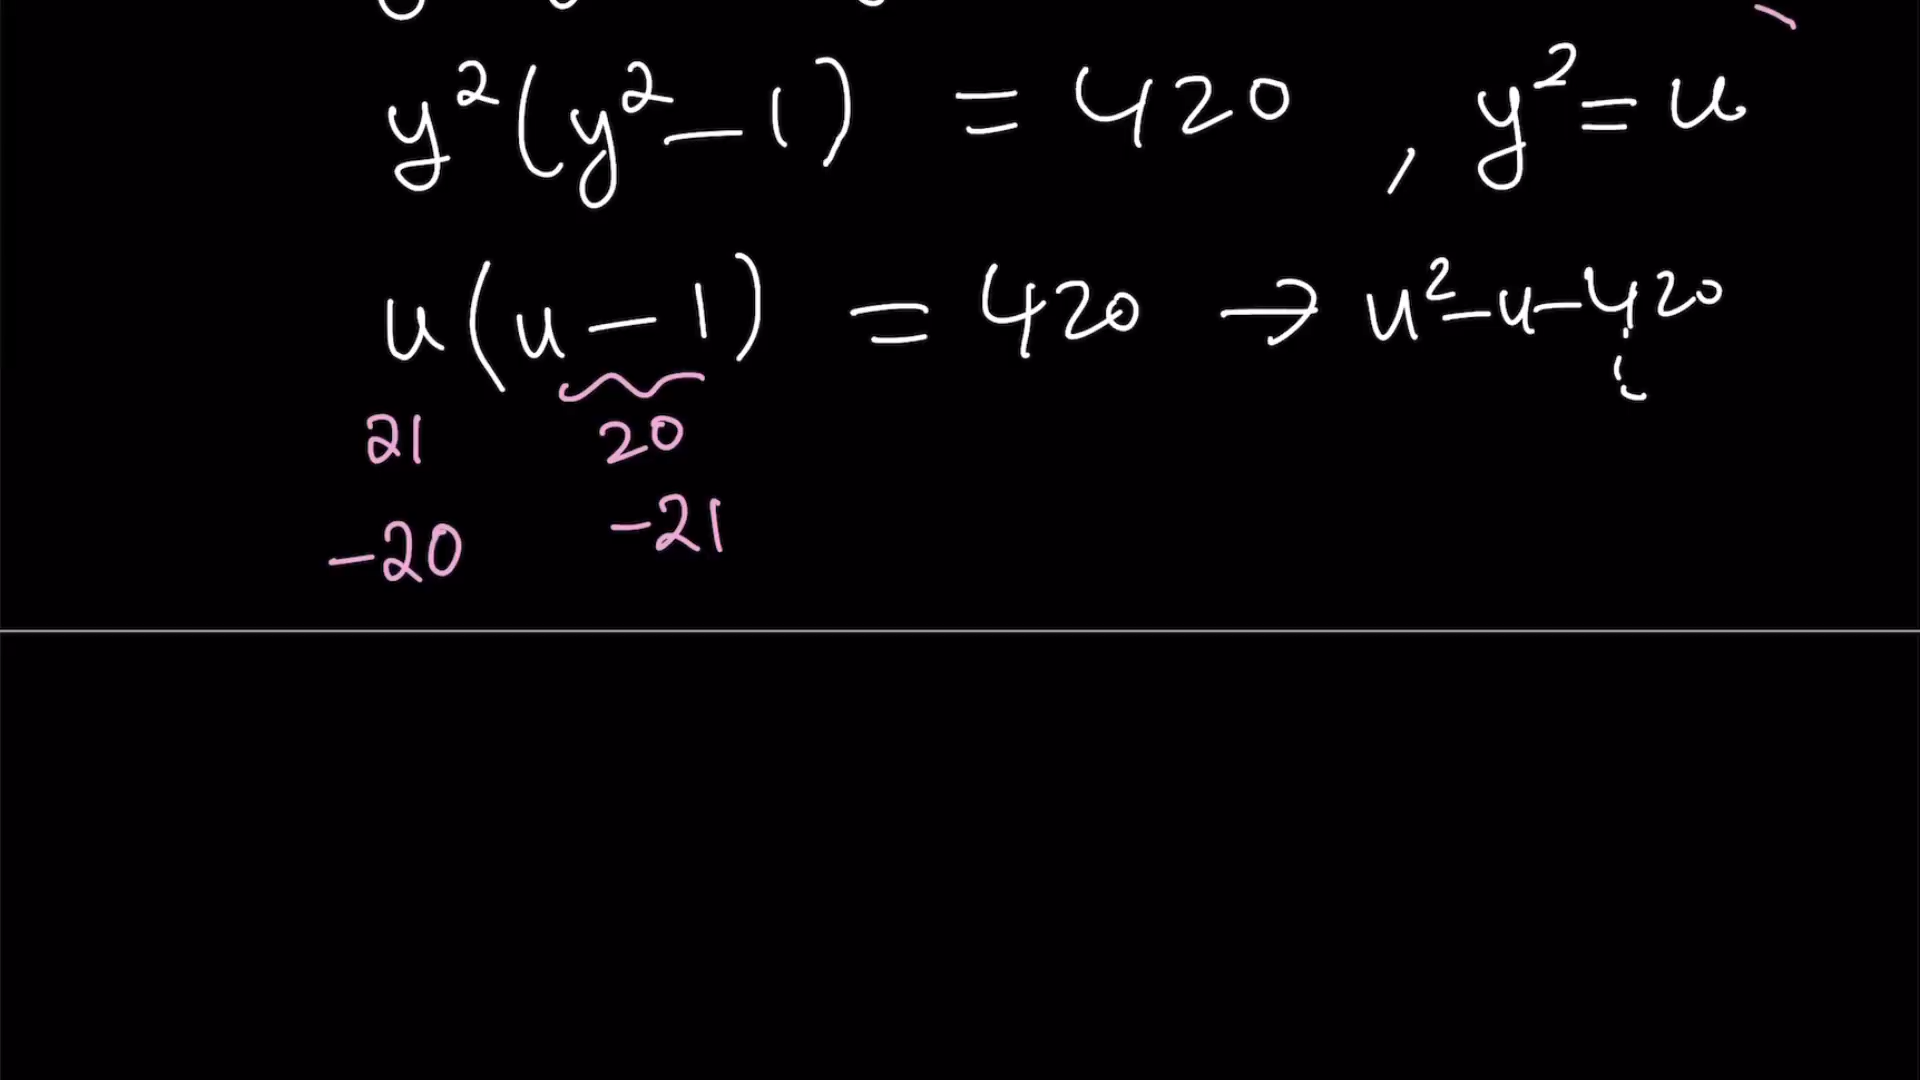 y²(y²-1) = 420 , y² = u
u(u-1) = 420 → u²-u-420
21 20
-20 -21